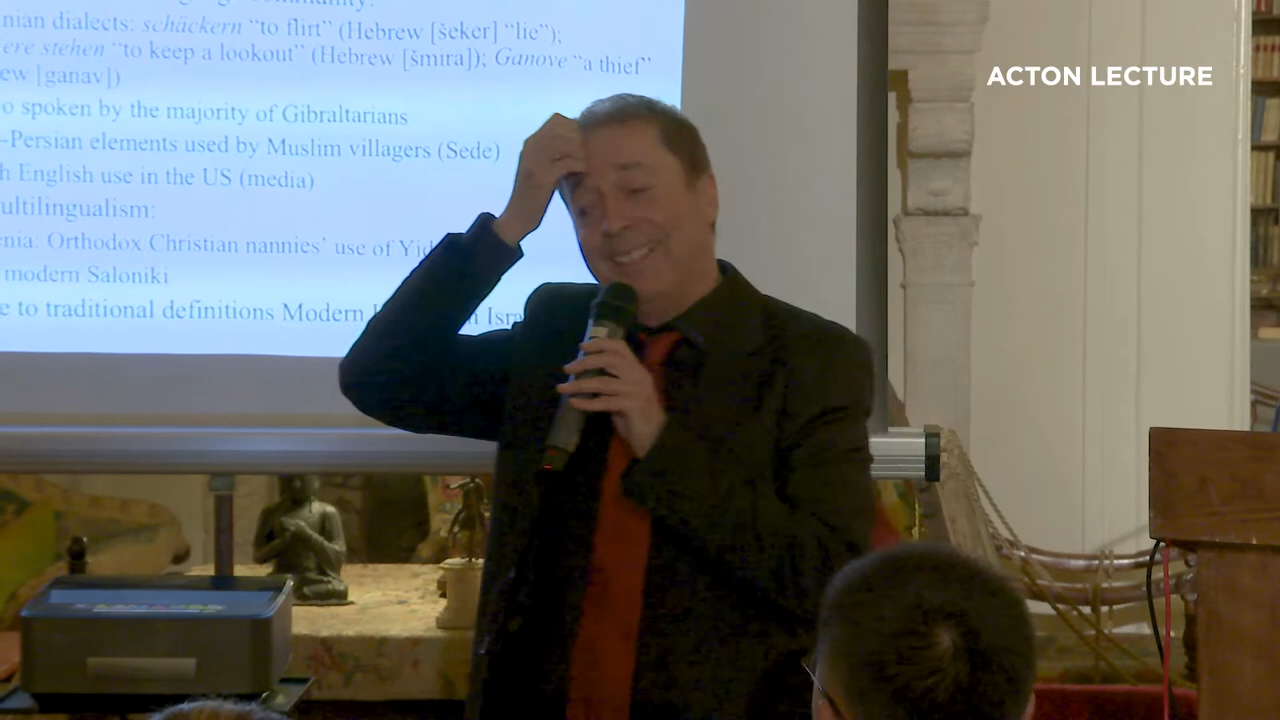 nian dialects: schäckern “to flirt” (Hebrew [šeker] “lie”);
ere stehen “to keep a lookout” (Hebrew [šmira]); Ganove “a thief”
ew [ganav])
o spoken by the majority of Gibraltarians
-Persian elements used by Muslim villagers (Sede)
h English use in the US (media)
ultilingualism:
enia: Orthodox Christian nannies’ use of Yid
modern Saloniki
e to traditional definitions Modern
ACTON LECTURE